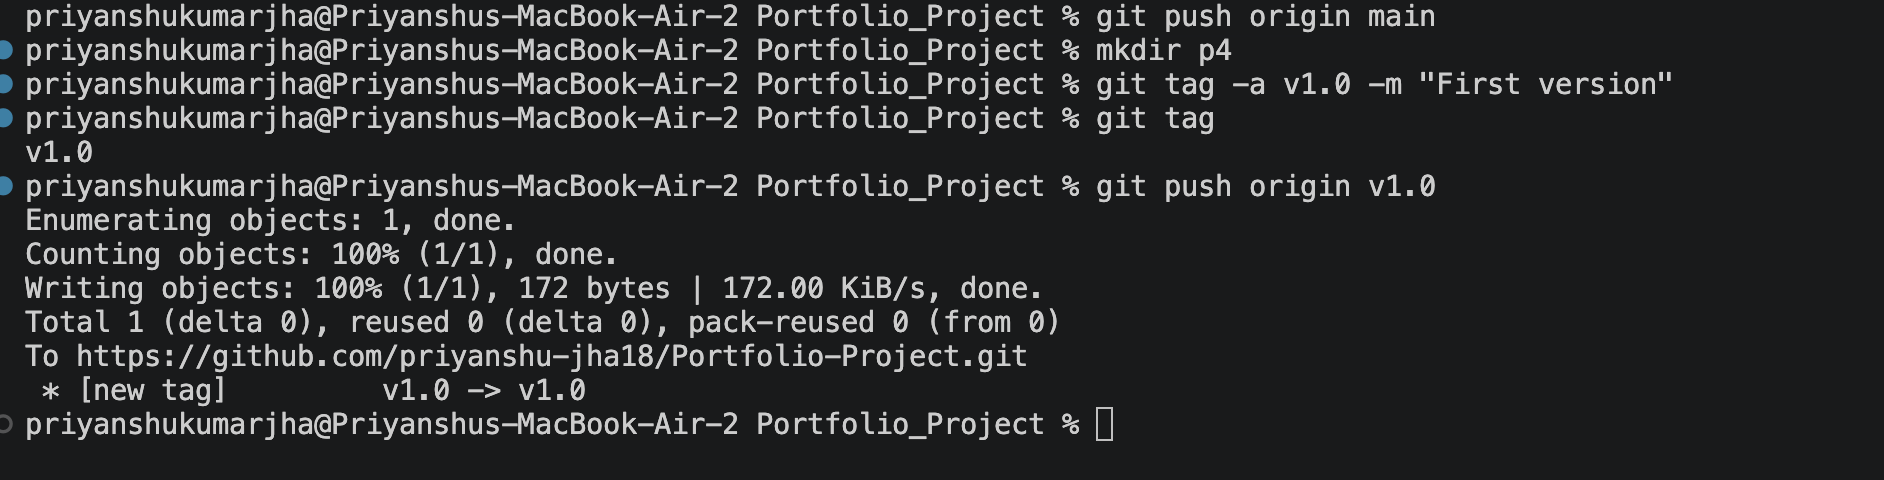 priyanshukumarjha@Priyanshus-MacBook-Air-2 Portfolio_Project % git push origin main
priyanshukumarjha@Priyanshus-MacBook-Air-2 Portfolio_Project % mkdir p4
priyanshukumarjha@Priyanshus-MacBook-Air-2 Portfolio_Project % git tag -a v1.0 -m "First version"
priyanshukumarjha@Priyanshus-MacBook-Air-2 Portfolio_Project % git tag
v1.0
priyanshukumarjha@Priyanshus-MacBook-Air-2 Portfolio_Project % git push origin v1.0
Enumerating objects: 1, done.
Counting objects: 100% (1/1), done.
Writing objects: 100% (1/1), 172 bytes | 172.00 KiB/s, done.
Total 1 (delta 0), reused 0 (delta 0), pack-reused 0 (from 0)
To https://github.com/priyanshu-jha18/Portfolio-Project.git
 * [new tag]         v1.0 -> v1.0
priyanshukumarjha@Priyanshus-MacBook-Air-2 Portfolio_Project %